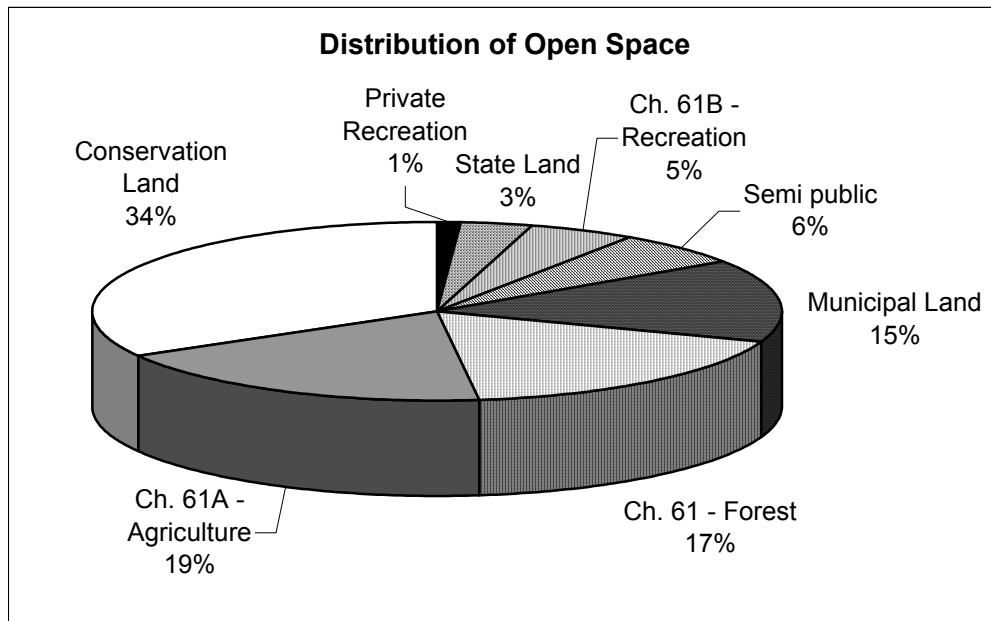 Distribution of Open Space
Private
Recreation
1%
State Land
3%
Ch. 61B -
Recreation
5%
Semi public
6%
Municipal Land
15%
Ch. 61 - Forest
17%
Ch. 61A -
Agriculture
19%
Conservation
Land
34%